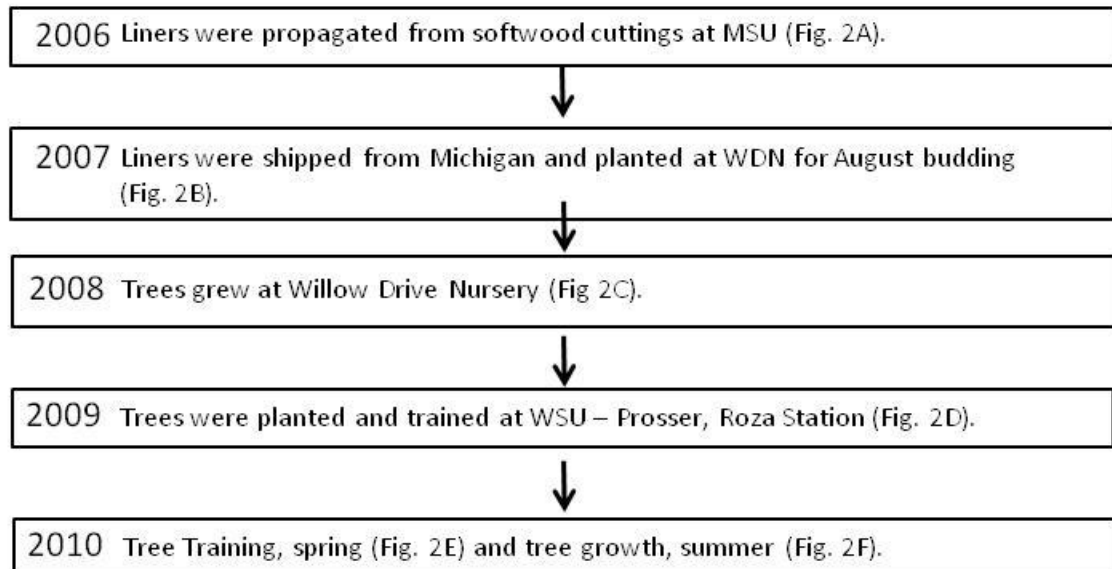 2006 Liners were propagated from softwood cuttings at MSU (Fig. 2A).
2007 Liners were shipped from Michigan and planted at WDN for August budding
(Fig. 2B).
2008 Trees grew at Willow Drive Nursery (Fig 2C).
2009 Trees were planted and trained at WSU – Prosser, Roza Station (Fig. 2D).
2010 Tree Training, spring (Fig. 2E) and tree growth, summer (Fig. 2F).